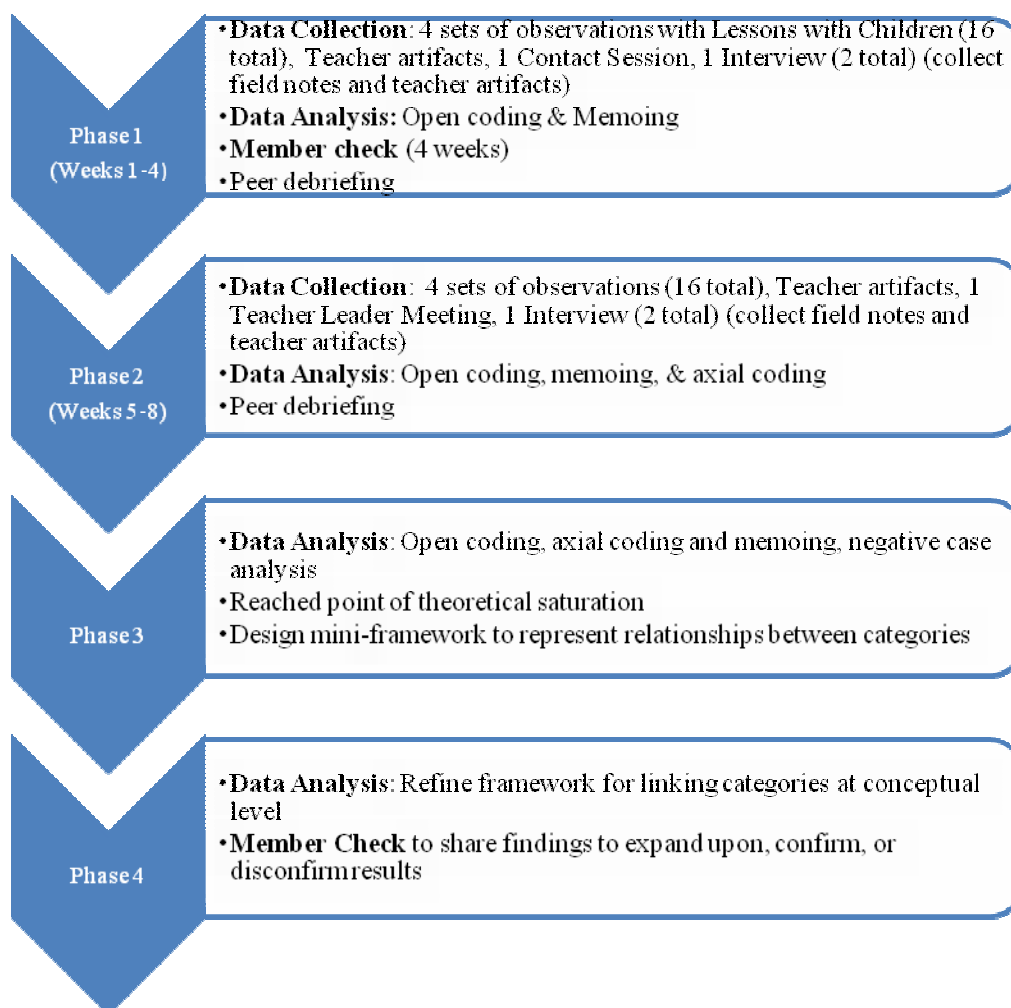 Phase 1
(Weeks 1-4)
•Data Collection: 4 sets of observations with Lessons with Children (16
total), Teacher artifacts, 1 Contact Session, 1 Interview (2 total) (collect
field notes and teacher artifacts)
•Data Analysis: Open coding & Memoing
•Member check (4 weeks)
•Peer debriefing
Phase 2
(Weeks 5-8)
•Data Collection: 4 sets of observations (16 total), Teacher artifacts, 1
Teacher Leader Meeting, 1 Interview (2 total) (collect field notes and
teacher artifacts)
•Data Analysis: Open coding, memoing, & axial coding
•Peer debriefing
Phase 3
•Data Analysis: Open coding, axial coding and memoing, negative case
analysis
•Reached point of theoretical saturation
•Design mini-framework to represent relationships between categories
Phase 4
•Data Analysis: Refine framework for linking categories at conceptual
level
•Member Check to share findings to expand upon, confirm, or
disconfirm results